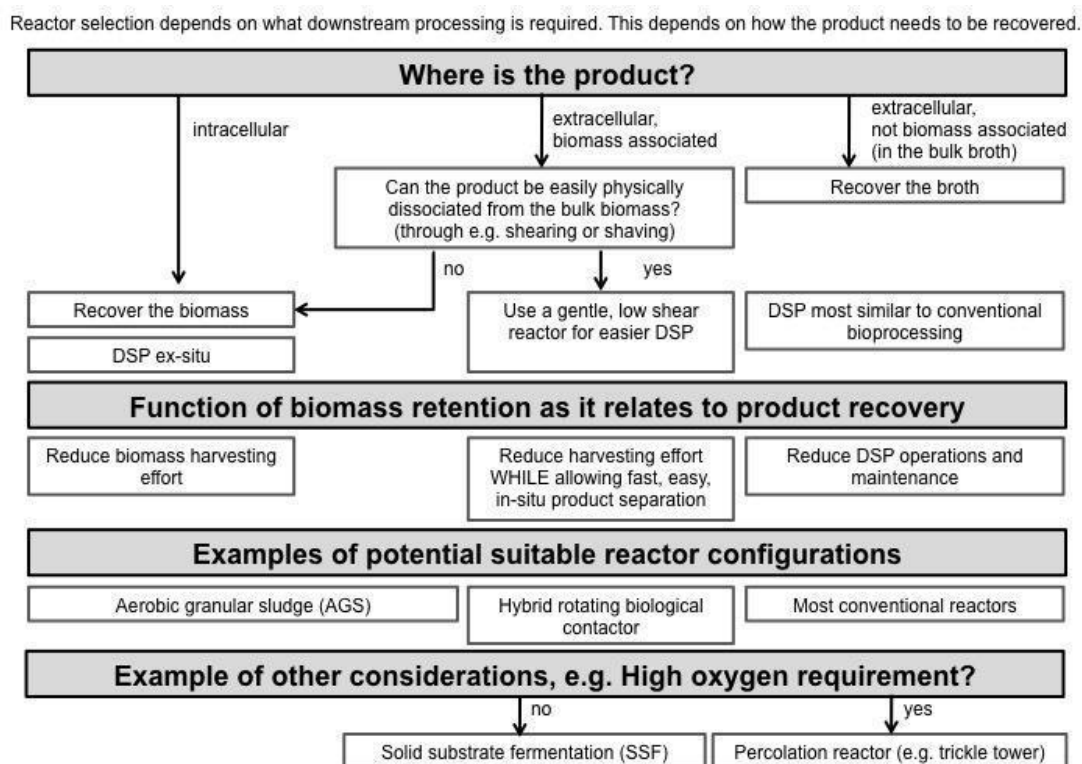 Reactor selection depends on what downstream processing is required. This depends on how the product needs to be recovered.
Where is the product?
intracellular
extracellular,
biomass associated
extracellular,
not biomass associated
(in the bulk broth)
Can the product be easily physically
dissociated from the bulk biomass?
(through e.g. shearing or shaving)
Recover the broth
no
yes
Recover the biomass
DSP ex-situ
Use a gentle, low shear
reactor for easier DSP
DSP most similar to conventional
bioprocessing
Function of biomass retention as it relates to product recovery
Reduce biomass harvesting
effort
Reduce harvesting effort
WHILE allowing fast, easy,
in-situ product separation
Reduce DSP operations and
maintenance
Examples of potential suitable reactor configurations
Aerobic granular sludge (AGS)
Hybrid rotating biological
contactor
Most conventional reactors
Example of other considerations, e.g. High oxygen requirement?
no
yes
Solid substrate fermentation (SSF)
Percolation reactor (e.g. trickle tower)